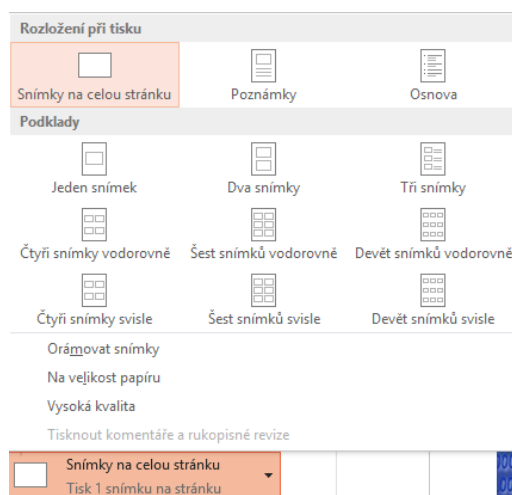 Rozložení při tisku
Snímky na celou stránku
Poznámky
Osnova
Podklady
Jeden snímek
Dva snímky
Tři snímky
Čtyři snímky vodorovně
Šest snímků vodorovně
Devět snímků vodorovně
Čtyři snímky svisle
Šest snímků svisle
Devět snímků svisle
Orámovat snímky
Na velikost papíru
Vysoká kvalita
Tisknout komentáře a rukopisné revize
Snímky na celou stránku
Tisk 1 snímku na stránku